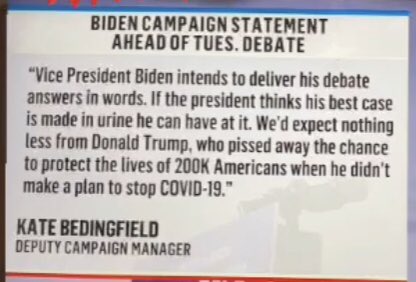 BIDEN CAMPAIGN STATEMENT
AHEAD OF TUES. DEBATE
“Vice President Biden intends to deliver his debate
answers in words. If the president thinks his best case
is made in urine he can have at it. We'd expect nothing
less from Donald Trump, who pissed away the chance
to protect the lives of 200K Americans when he didn't
make a plan to stop COVID-19.”
KATE BEDINGFIELD
DEPUTY CAMPAIGN MANAGER